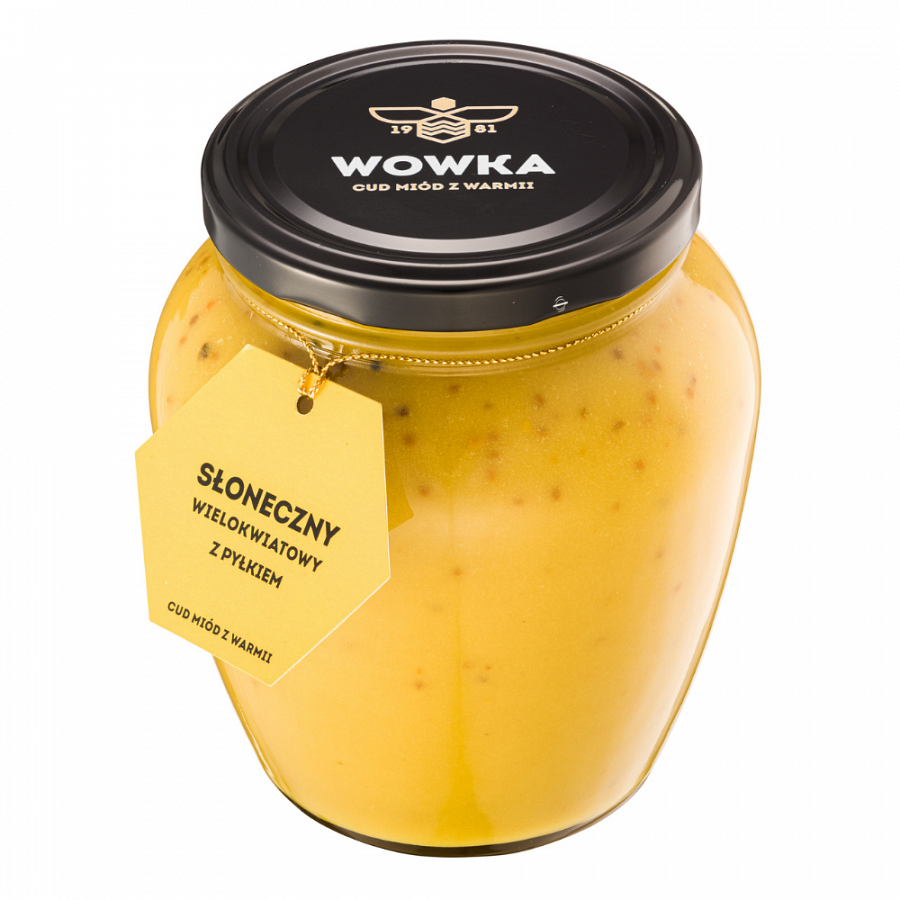 19 81
WOWKA
CUD MIÓD Z WARMII
SŁONECZNY
WIELOKWIATOWY
Z PYŁKIEM
CUD MIÓD Z WARMII